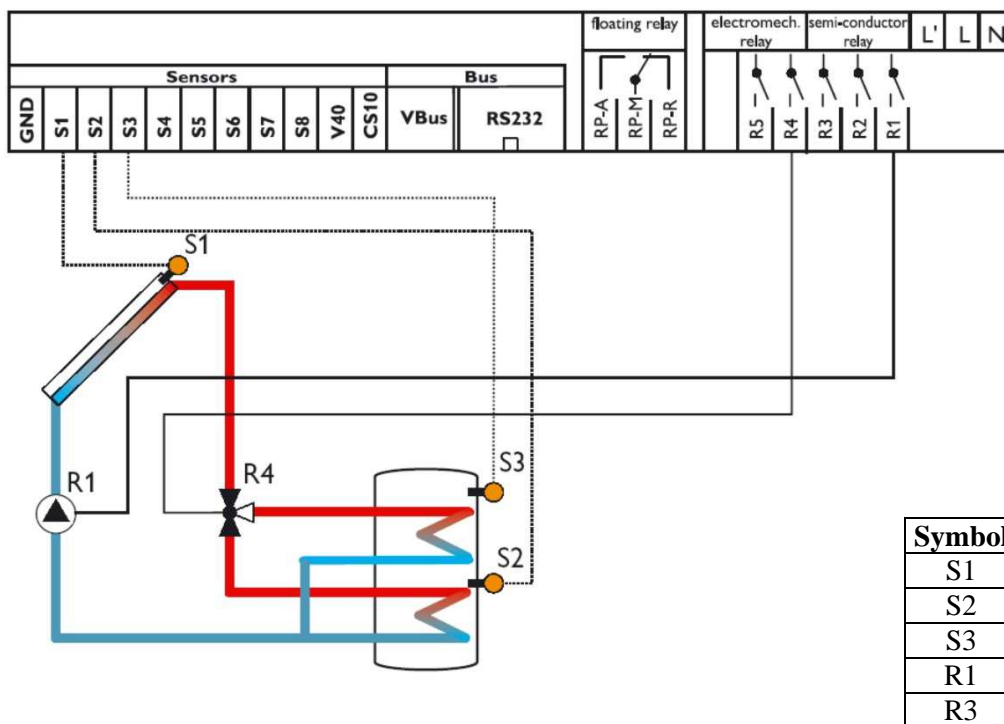 floating relay
electromech. relay
semi-conductor relay
L' L N
Sensors
Bus
GND S1 S2 S3 S4 S5 S6 S7 S8 V40 CS10 VBus RS232
RP-A RP-M RP-R
R5 R4 R3 R2 R1
S1
R1
R4
S3
S2
Symbol
S1
S2
S3
R1
R3